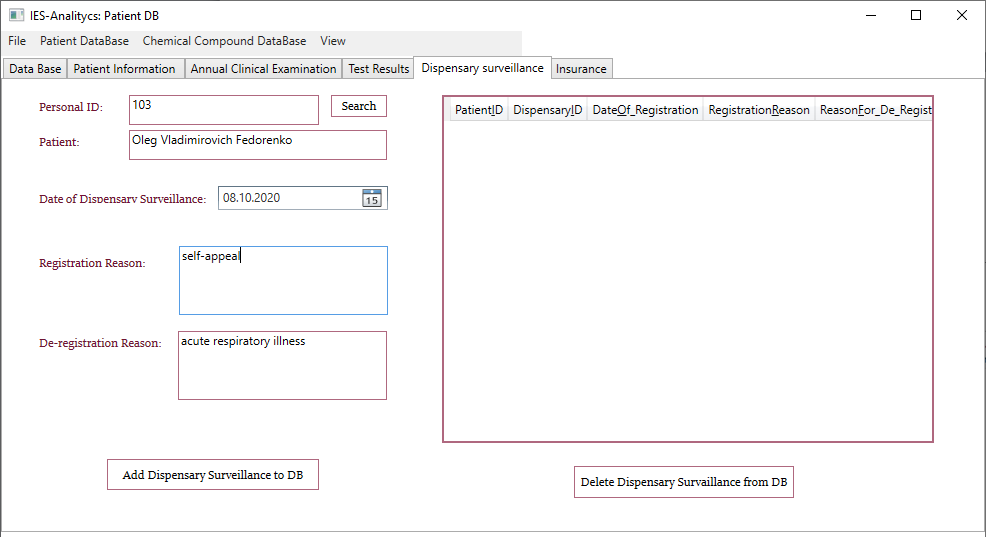 IES-Analitycs: Patient DB
File Patient DataBase Chemical Compound DataBase View
Data Base Patient Information Annual Clinical Examination Test Results Dispensary surveillance Insurance
Personal ID: 103 Search
Patient: Oleg Vladimirovich Fedorenko
Date of Dispensary Surveillance: 08.10.2020 15
Registration Reason: self-appeal
De-registration Reason: acute respiratory illness
Add Dispensary Surveillance to DB
PatientID DispensaryID DateOf_Registration RegistrationReason ReasonFor_De_Regist
Delete Dispensary Survaillance from DB